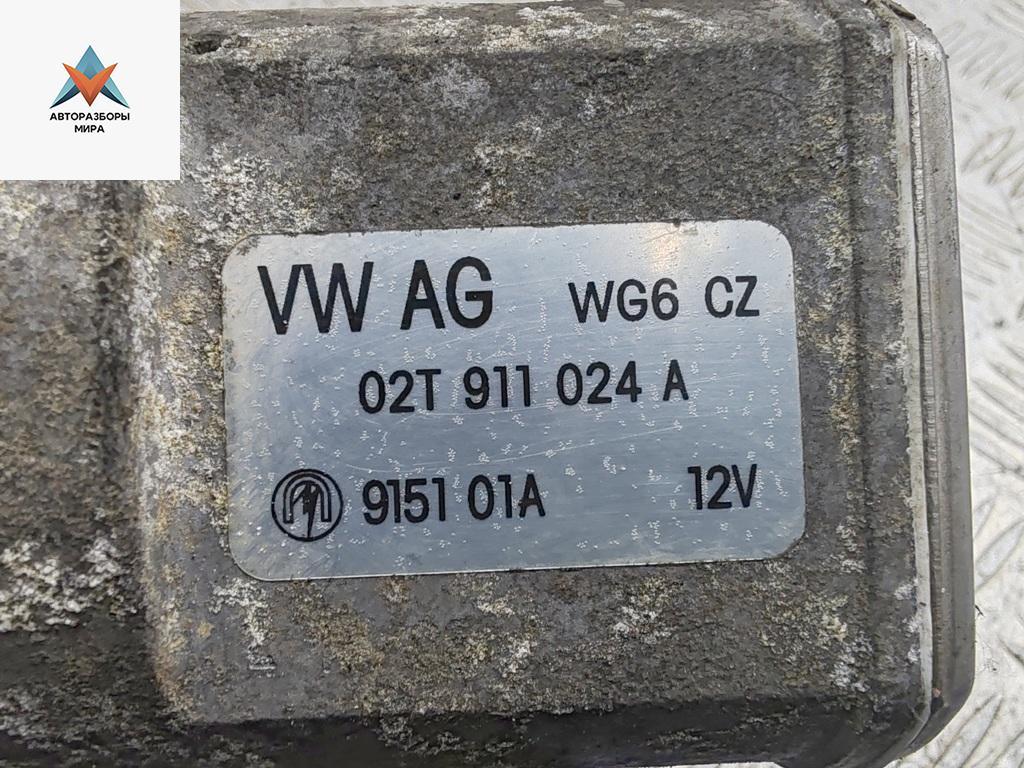 АВТОРАЗБОРЫ
МИРА
VW AG WG6 CZ
02T 911 024 A
9151 01A 12V